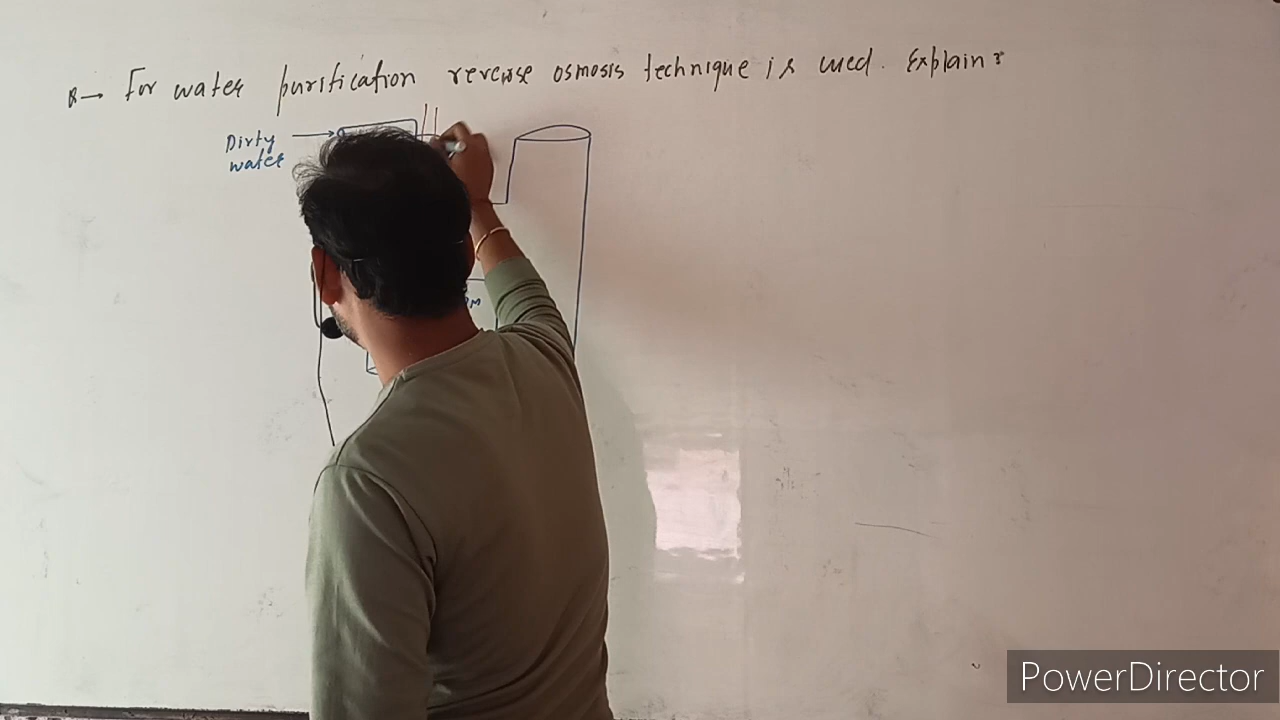 Q→ For water purification reverse osmosis technique is used. Explain?
Dirty
water
PowerDirector